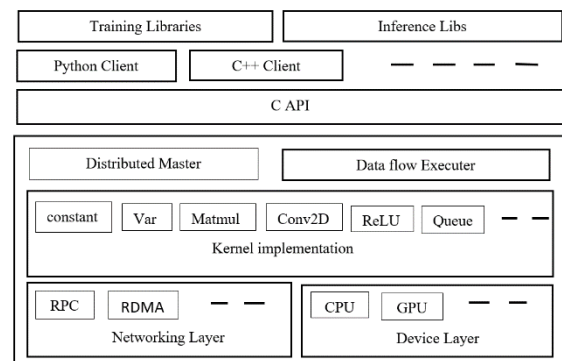 Training Libraries
Inference Libs
Python Client
C++ Client
C API
Distributed Master
Data flow Executer
constant
Var
Matmul
Conv2D
ReLU
Queue
Kernel implementation
RPC
RDMA
CPU
GPU
Networking Layer
Device Layer